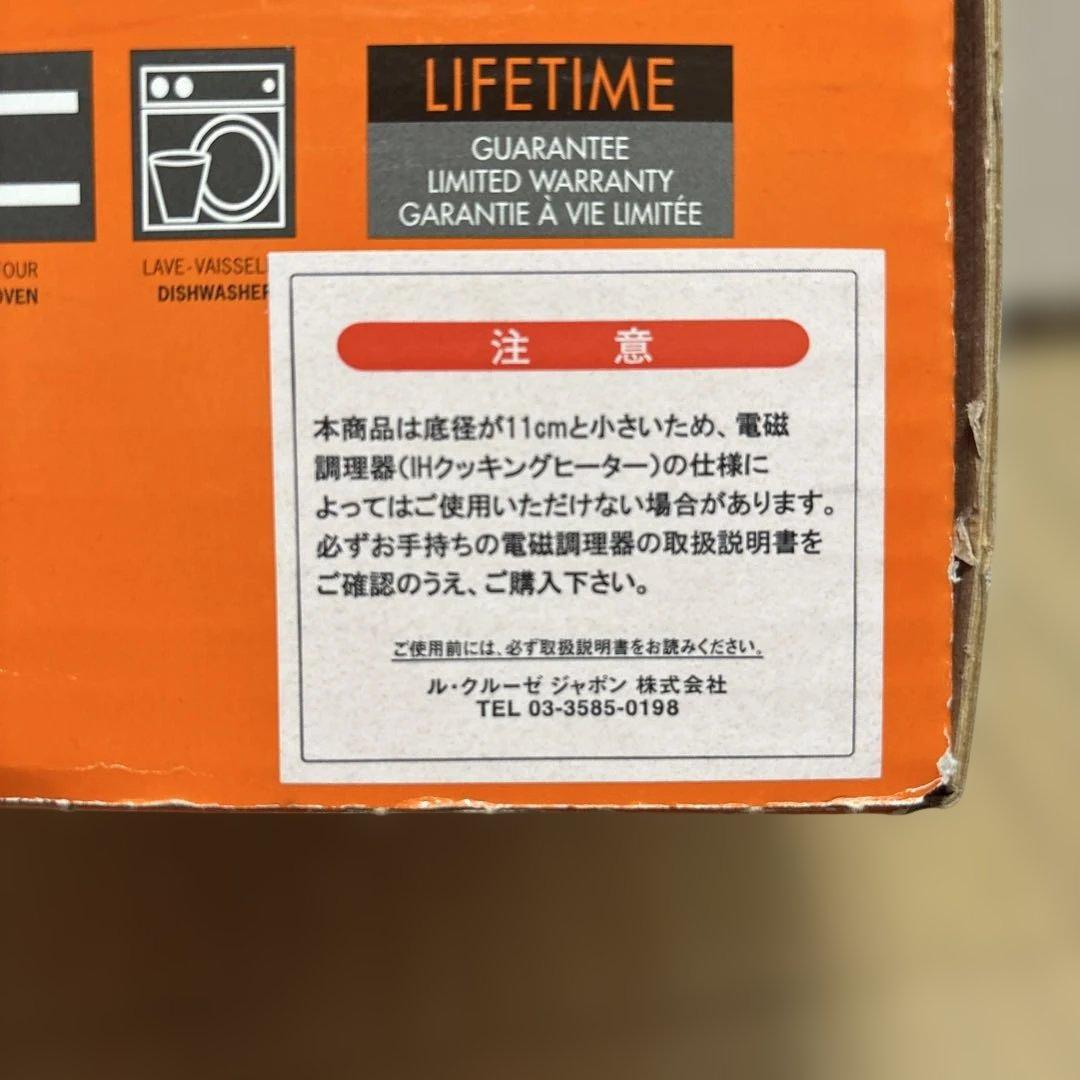 LIFETIME
GUARANTEE
LIMITED WARRANTY
GARANTIE À VIE LIMITÉE
OUR
OVEN
LAVE-VAISSEL
DISHWASHER
注 意
本商品は底径が11cmと小さいため、電磁
調理器(IHクッキングヒーター)の仕様に
よってはご使用いただけない場合があります。
必ずお手持ちの電磁調理器の取扱説明書を
ご確認のうえ、ご購入下さい。
ご使用前には、必ず取扱説明書をお読みください。
ル・クルーゼ ジャポン 株式会社
TEL 03-3585-0198